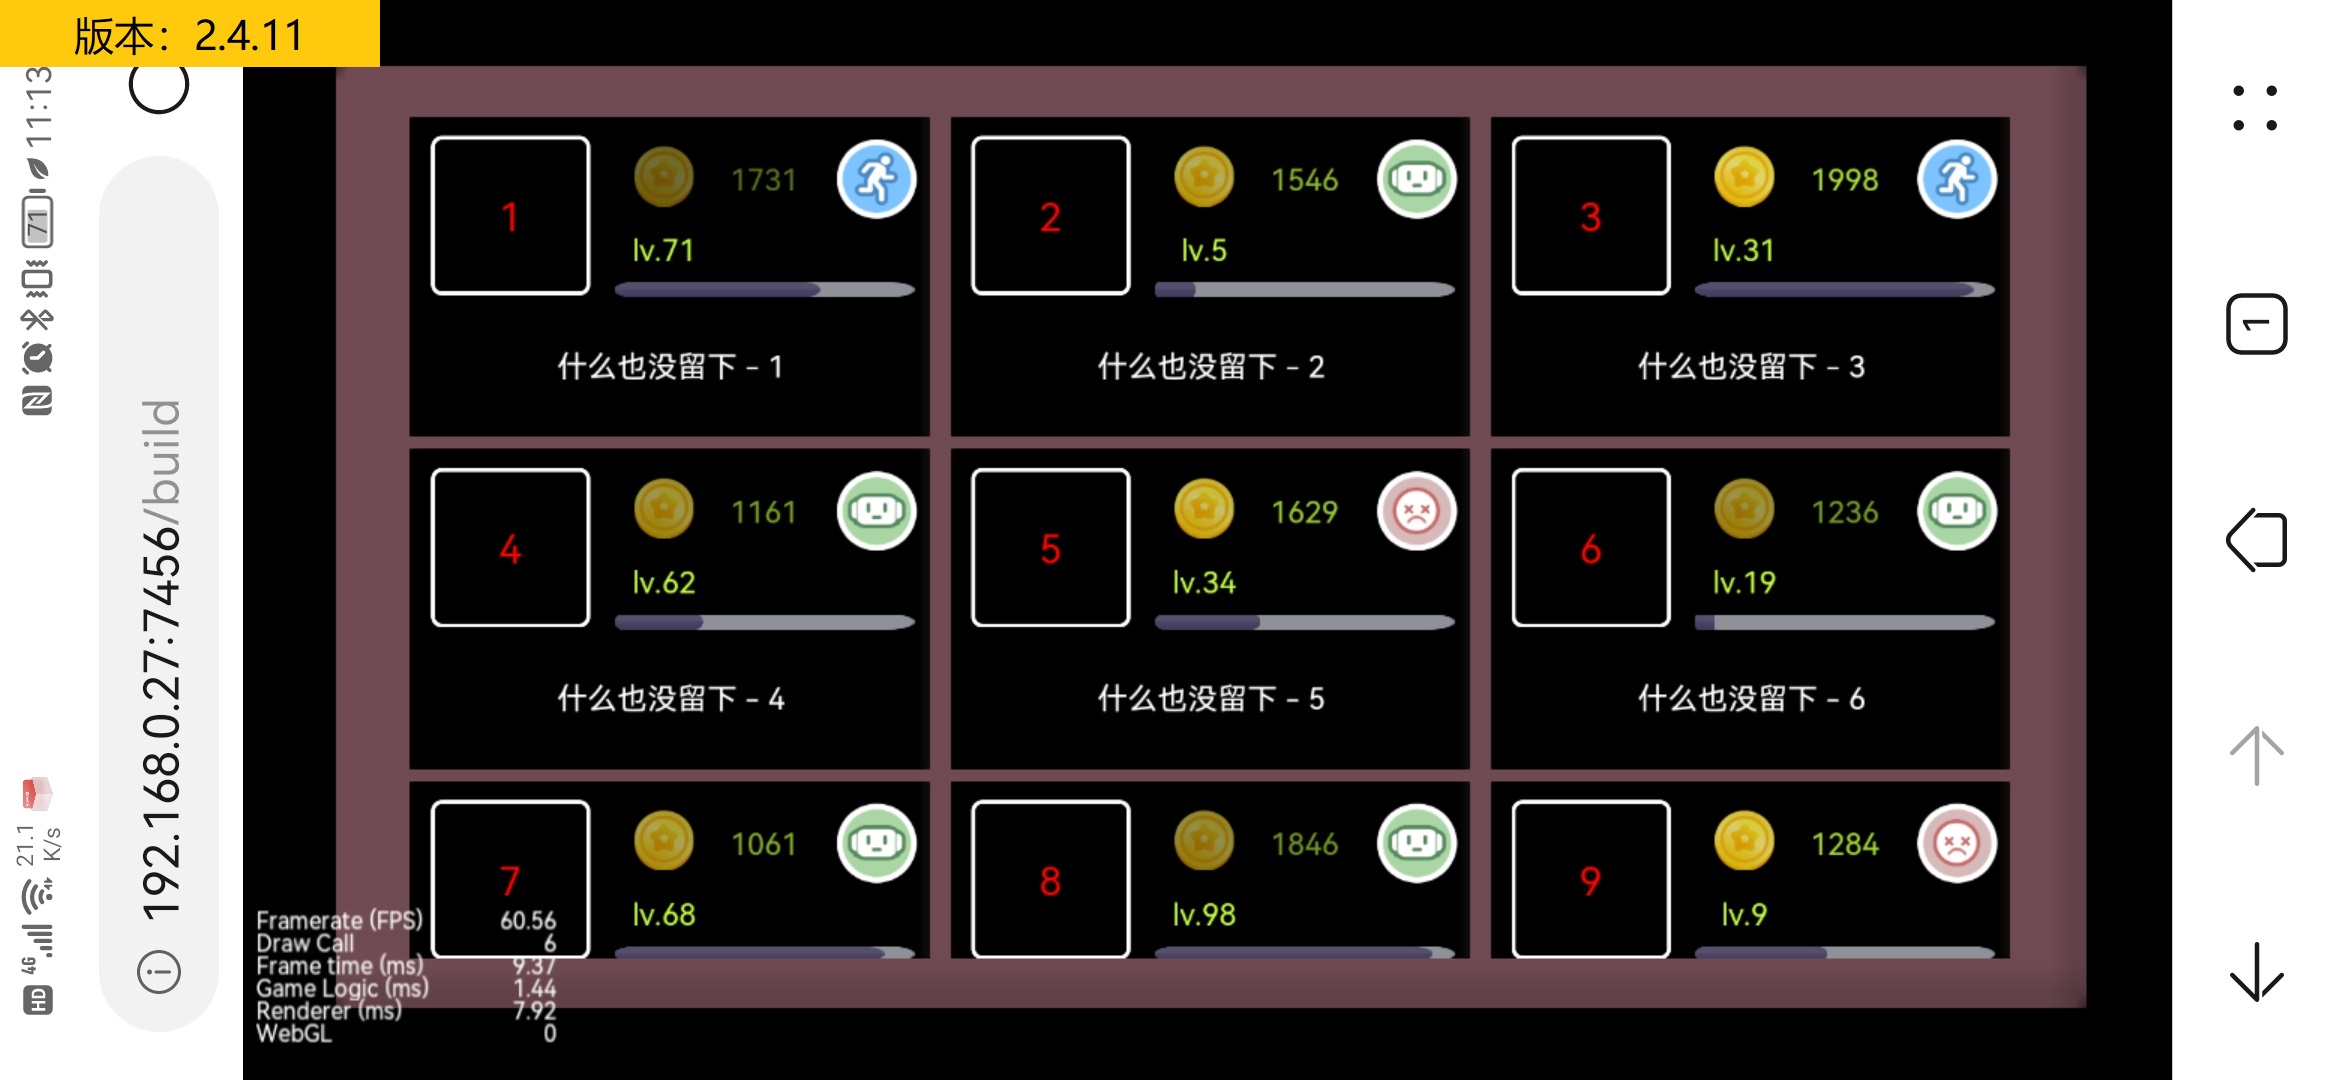 版本：2.4.11
11:13
71
21.1
K/s
4G
HD
192.168.0.27:7456/build
1
1
1731
lv.71
什么也没留下 - 1
2
1546
lv.5
什么也没留下 - 2
3
1998
lv.31
什么也没留下 - 3
4
1161
lv.62
什么也没留下 - 4
5
1629
lv.34
什么也没留下 - 5
6
1236
lv.19
什么也没留下 - 6
7
1061
lv.68
8
1846
lv.98
9
1284
lv.9
Framerate (FPS) 60.56
Draw Call 6
Frame time (ms) 9.37
Game Logic (ms) 1.44
Renderer (ms) 7.92
WebGL 0